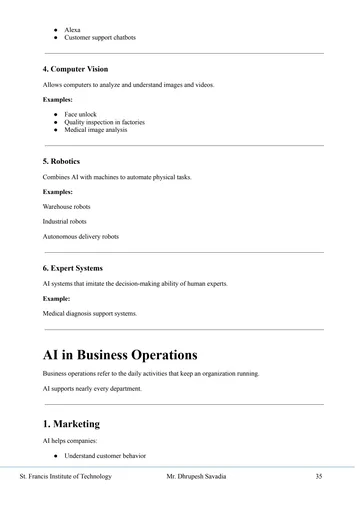 ● Alexa
● Customer support chatbots
4. Computer Vision
Allows computers to analyze and understand images and videos.
Examples:
● Face unlock
● Quality inspection in factories
● Medical image analysis
5. Robotics
Combines AI with machines to automate physical tasks.
Examples:
Warehouse robots
Industrial robots
Autonomous delivery robots
6. Expert Systems
AI systems that imitate the decision-making ability of human experts.
Example:
Medical diagnosis support systems.
AI in Business Operations
Business operations refer to the daily activities that keep an organization running.
AI supports nearly every department.
1. Marketing
AI helps companies:
● Understand customer behavior
St. Francis Institute of Technology Mr. Dhrupesh Savadia 35